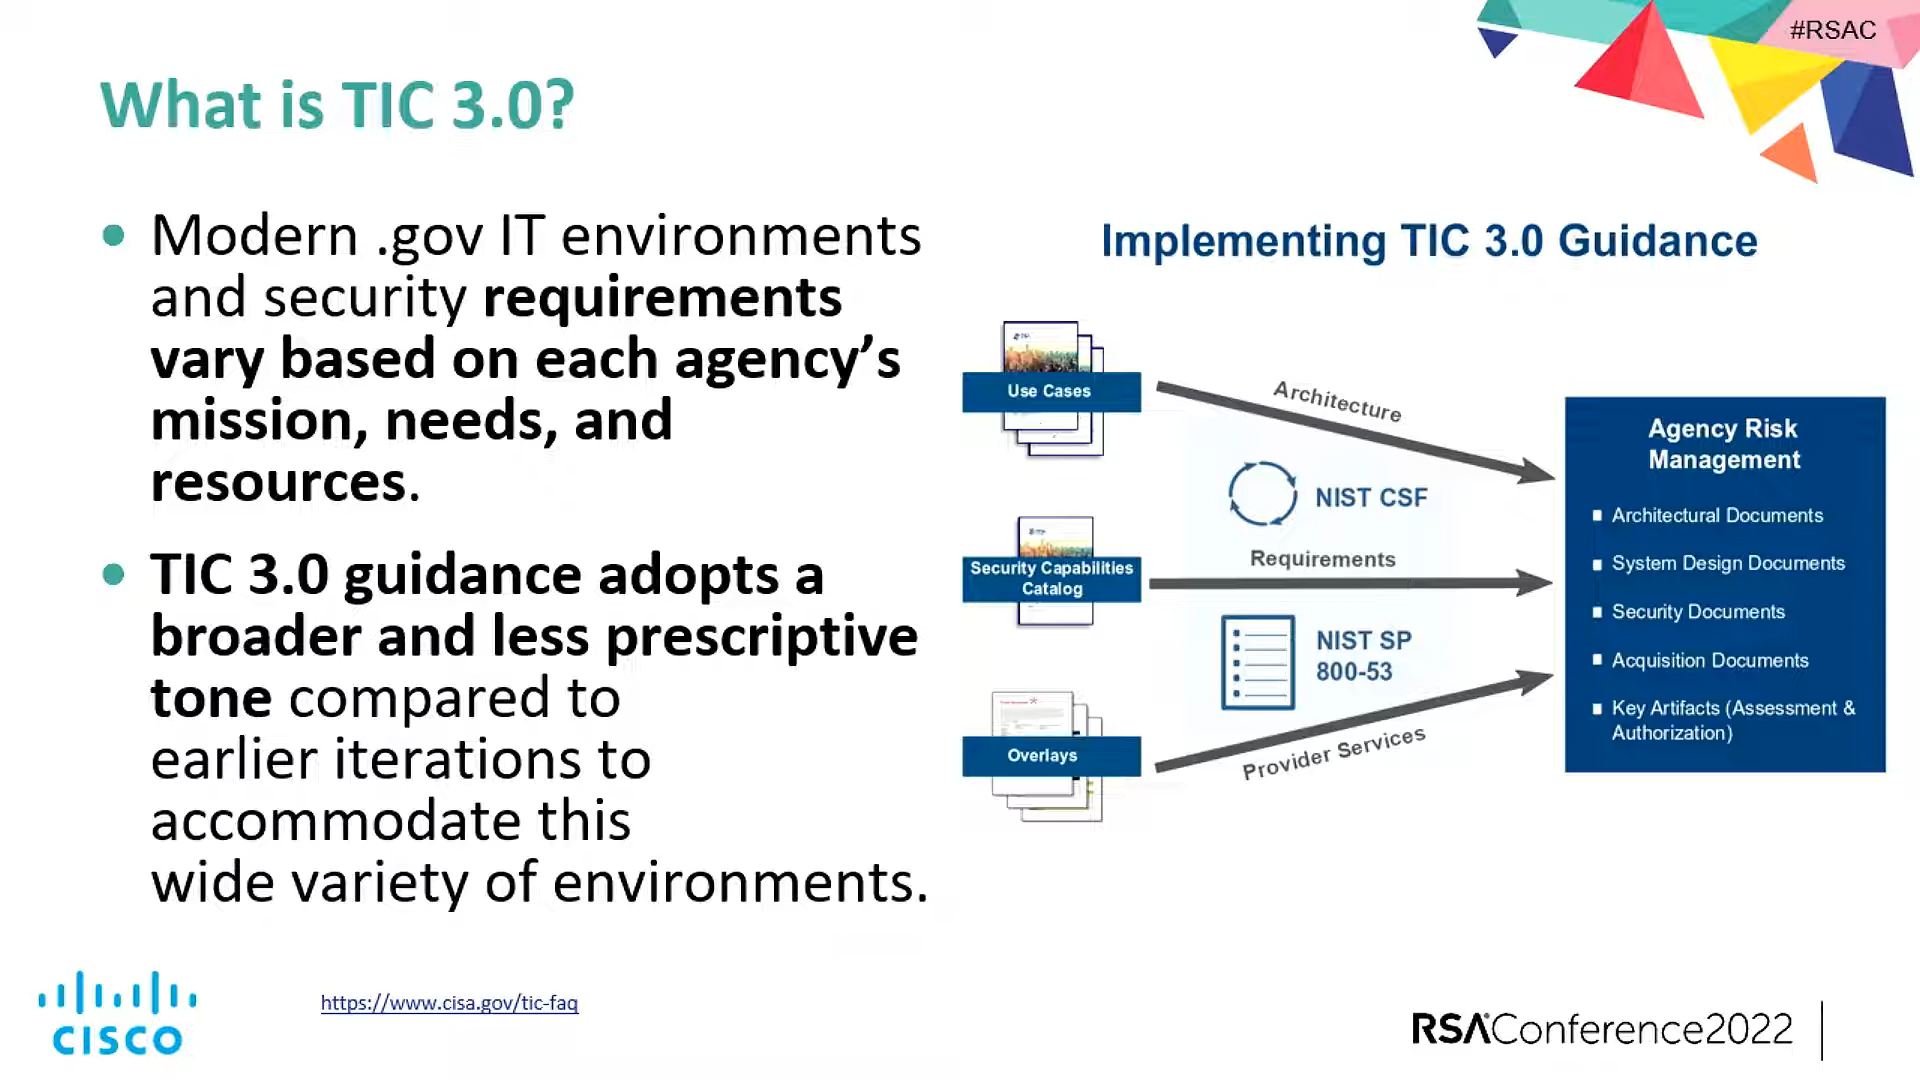 #RSAC
What is TIC 3.0?
• Modern .gov IT environments
and security requirements
vary based on each agency’s
mission, needs, and
resources.
• TIC 3.0 guidance adopts a
broader and less prescriptive
tone compared to
earlier iterations to
accommodate this
wide variety of environments.
Implementing TIC 3.0 Guidance
Use Cases
Architecture
NIST CSF
Security Capabilities
Catalog
Requirements
NIST SP
800-53
Overlays
Provider Services
Agency Risk
Management
Architectural Documents
System Design Documents
Security Documents
Acquisition Documents
Key Artifacts (Assessment &
Authorization)
CISCO
https://www.cisa.gov/tic-faq
RSA Conference2022